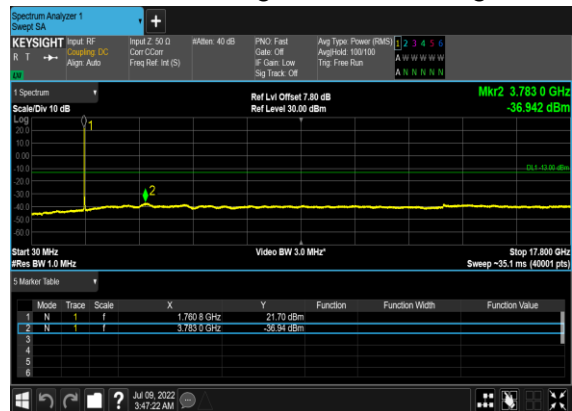 Spectrum Analyzer 1
Swept SA
+
KEYSIGHT Input: RF Input Z: 50 Ω #Atten: 40 dB PNO: Fast Avg Type: Power (RMS) 1 2 3 4 5 6
R T Coupling: DC Corr CCorr Gate: Off Avg|Hold: 100/100 A W W W W W
Align: Auto Freq Ref: Int (S) IF Gain: Low Trig: Free Run
LW Sig Track: Off A N N N N N
1 Spectrum Ref Lvl Offset 7.80 dB Mkr2 3.783 0 GHz
Scale/Div 10 dB Ref Level 30.00 dBm -36.942 dBm
Log
20.0 1
10.0
0.00
-10.0 DL1 -13.00 dBm
-20.0
-30.0 2
-40.0
-50.0
-60.0
Start 30 MHz Video BW 3.0 MHz* Stop 17.800 GHz
#Res BW 1.0 MHz Sweep ~35.1 ms (40001 pts)
5 Marker Table
Mode Trace Scale X Y Function Function Width Function Value
1 N 1 f 1.760 8 GHz 21.70 dBm
2 N 1 f 3.783 0 GHz -36.94 dBm
3
4
5
6
? Jul 09, 2022
3:47:22 AM